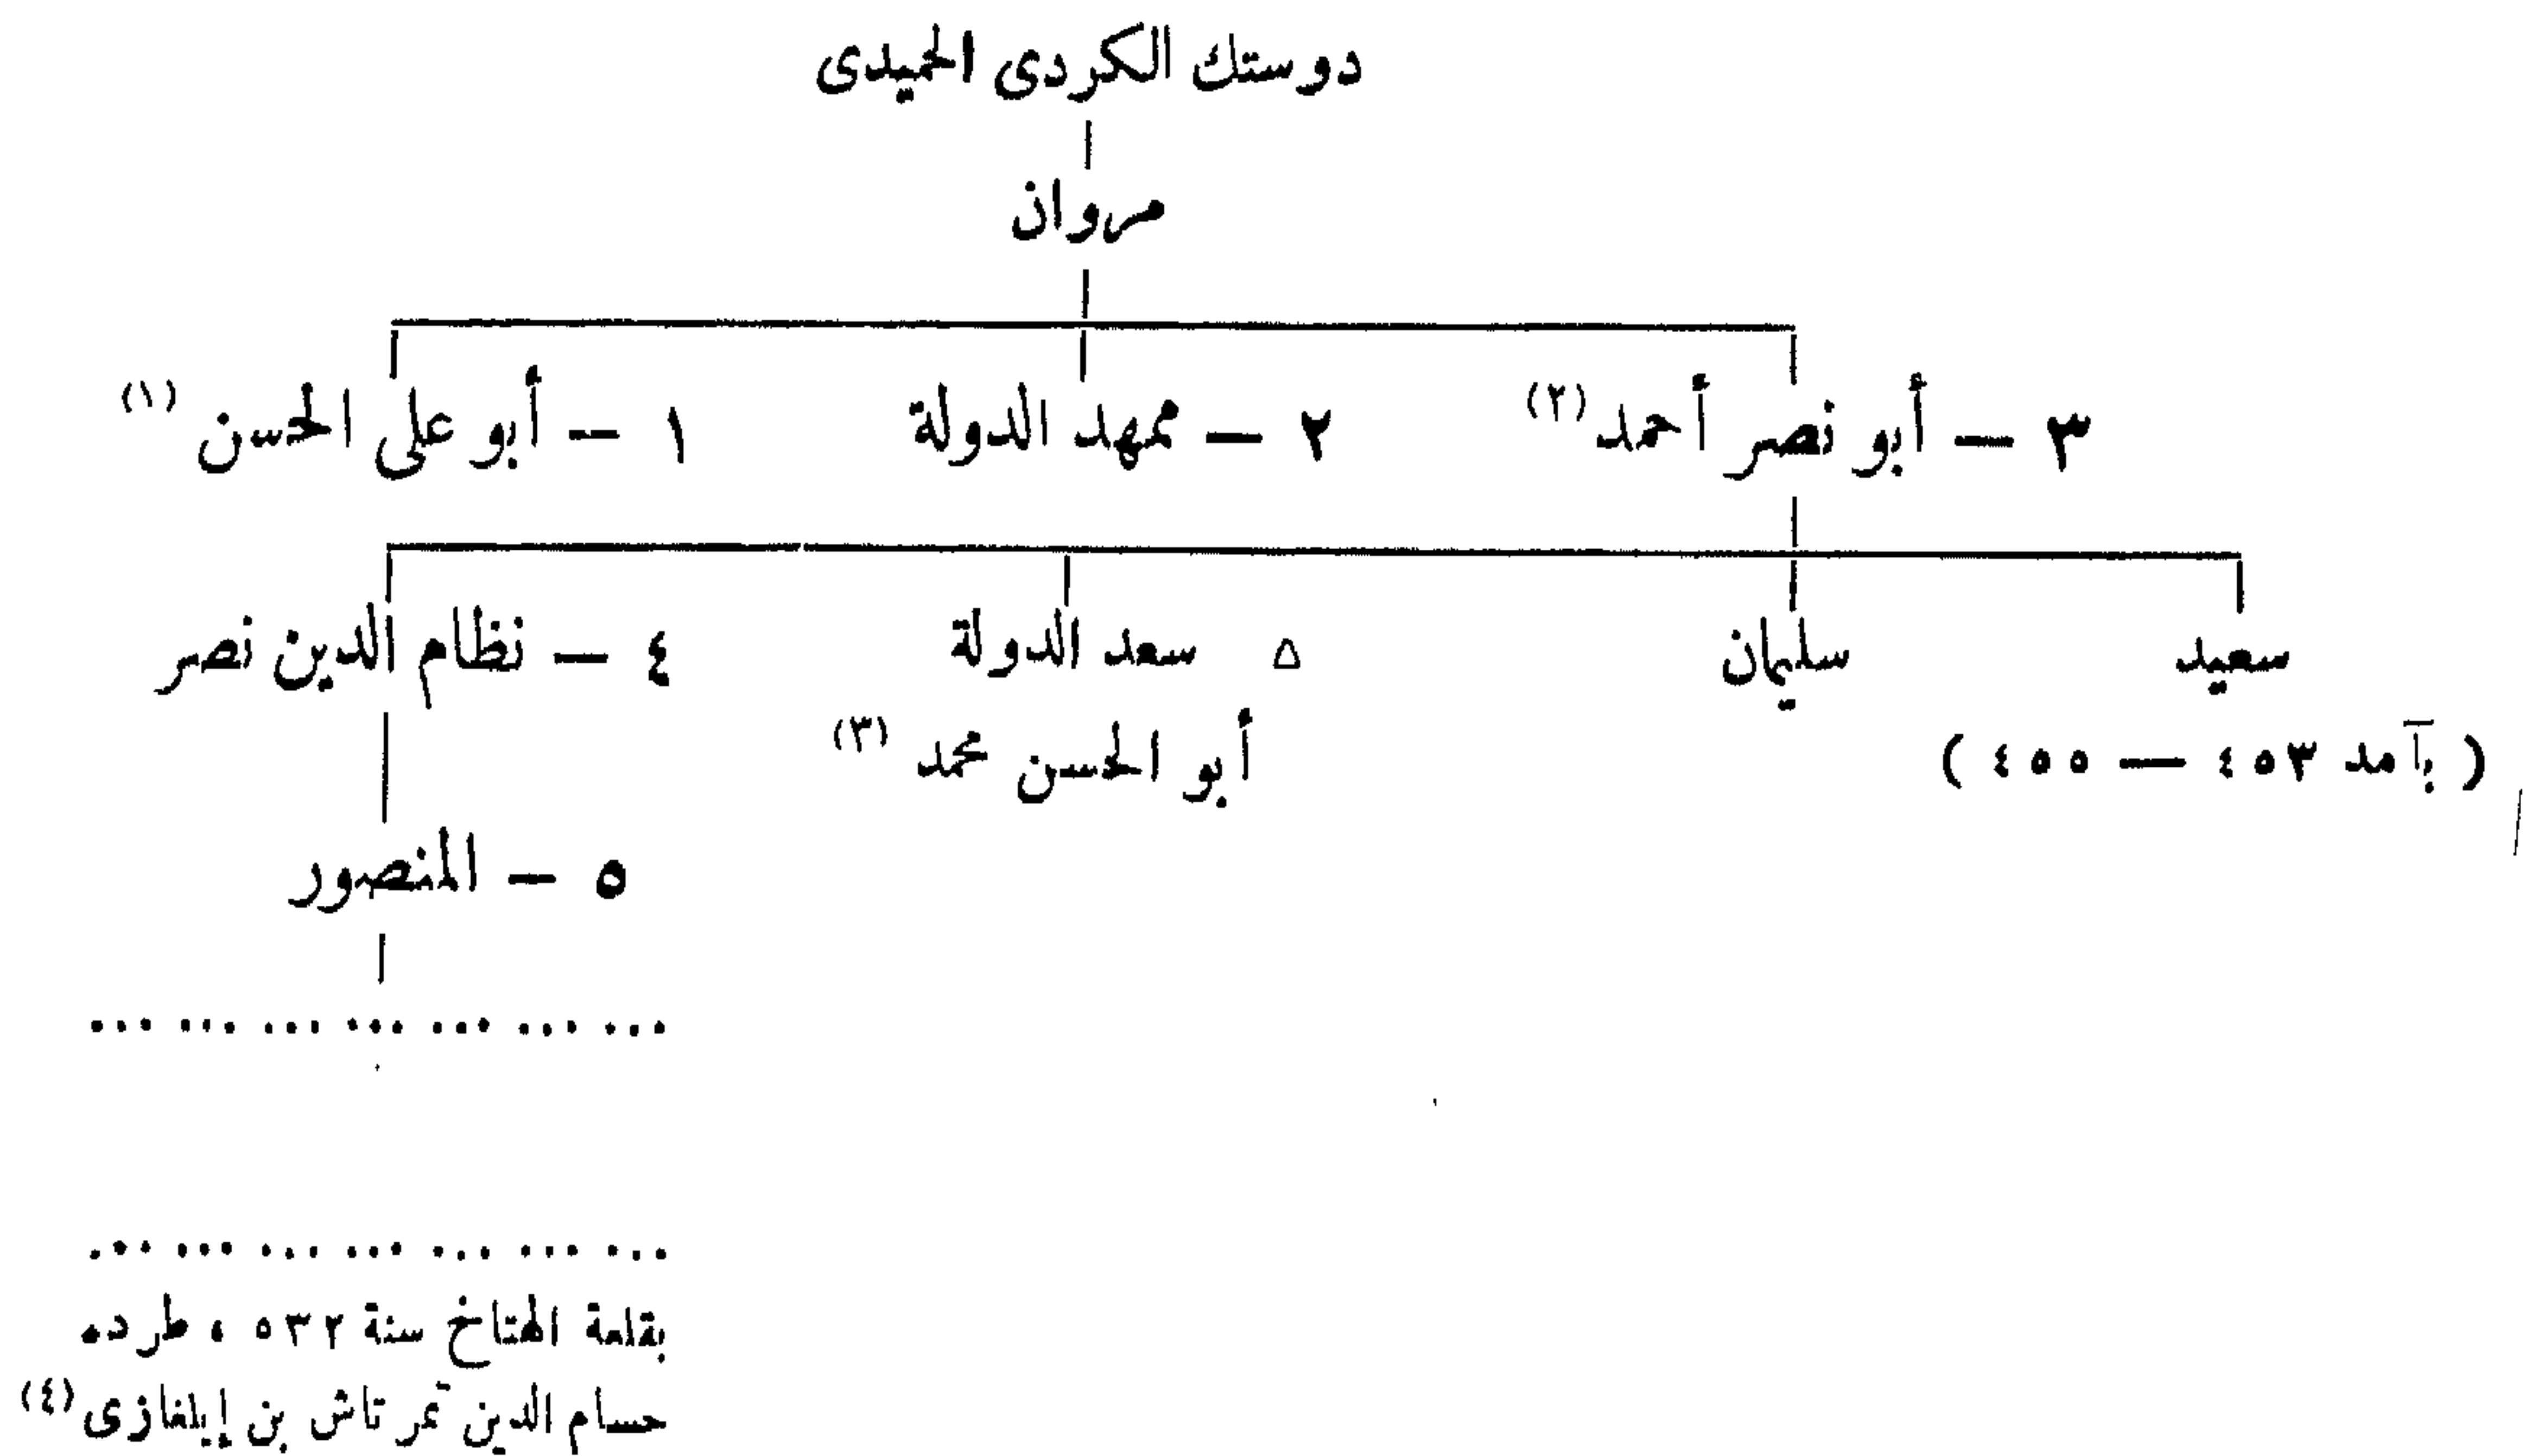 دوستك الكردى الحميدى
مروان
٣ – أبو نصر أحمد (٢)
٢ – ممهد الدولة
١ – أبو على الحسن (١)
سعيد
سليمان
△ سعد الدولة
٤ – نظام الدين نصر
( بآمد ٤٥٣ – ٤٥٥ )
أبو الحسن محمد (٣)
٥ – المنصور
... ... ... ... ... ... ...
... ... ... ... ... ... ...
بقلعة الهتاخ سنة ٥٣٢ ، طرده
حسام الدين تمرتاش بن إيلغازى (٤)